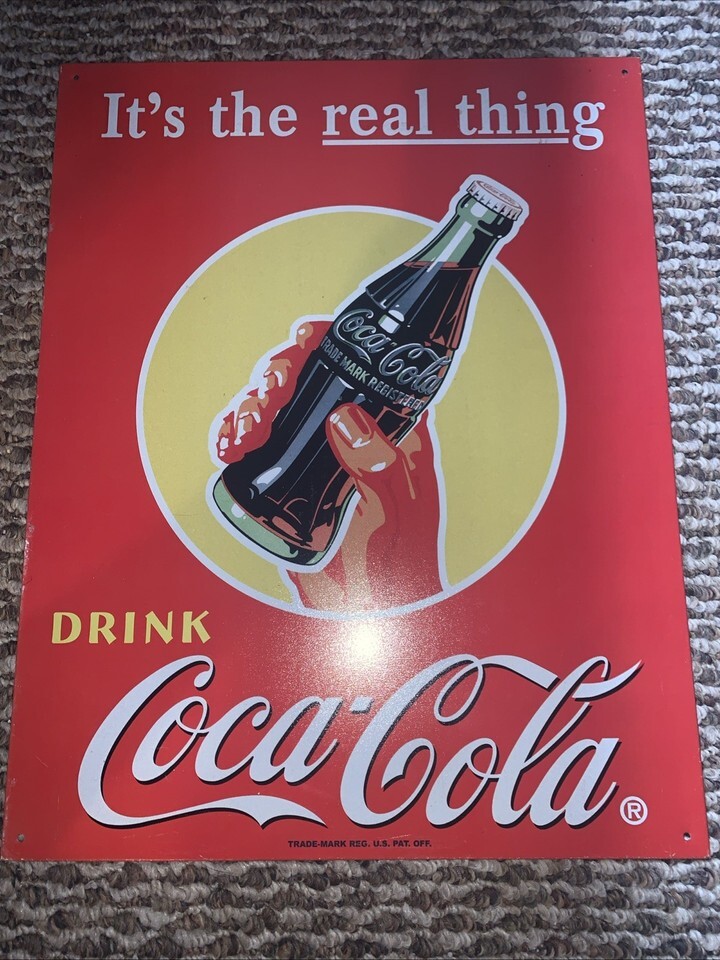 It's the real thing
Coca-Cola
TRADE MARK REGISTERED
DRINK
Coca-Cola
®
TRADE-MARK REG. U.S. PAT. OFF.